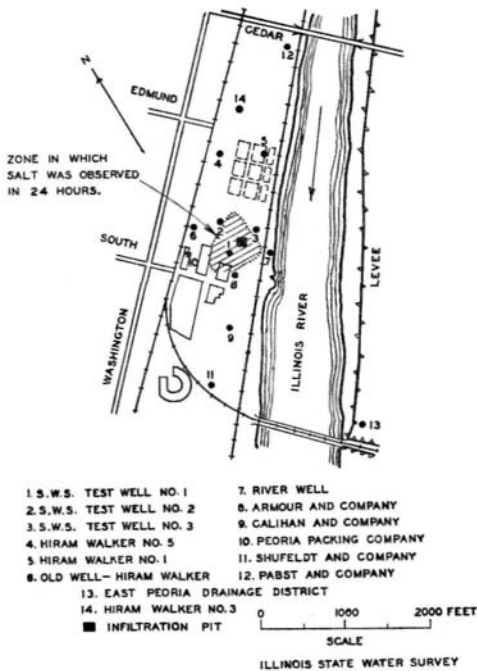 CEDAR
12
N
EDMUND
14
5
4
ZONE IN WHICH
SALT WAS OBSERVED
IN 24 HOURS.
2
6
3
1
SOUTH
7
10
8
LEVEE
ILLINOIS RIVER
WASHINGTON
9
11
13
1 S.W.S. TEST WELL NO. 1
2 S.W.S. TEST WELL NO. 2
3 S.W.S. TEST WELL NO. 3
4. HIRAM WALKER NO. 5
5 HIRAM WALKER NO. 1
6. OLD WELL- HIRAM WALKER
7. RIVER WELL
8. ARMOUR AND COMPANY
9. CALIHAN AND COMPANY
10. PEORIA PACKING COMPANY
11. SHUFELDT AND COMPANY
12. PABST AND COMPANY
13. EAST PEORIA DRAINAGE DISTRICT
14. HIRAM WALKER NO. 3
INFILTRATION PIT
0 1000 2000 FEET
SCALE
ILLINOIS STATE WATER SURVEY